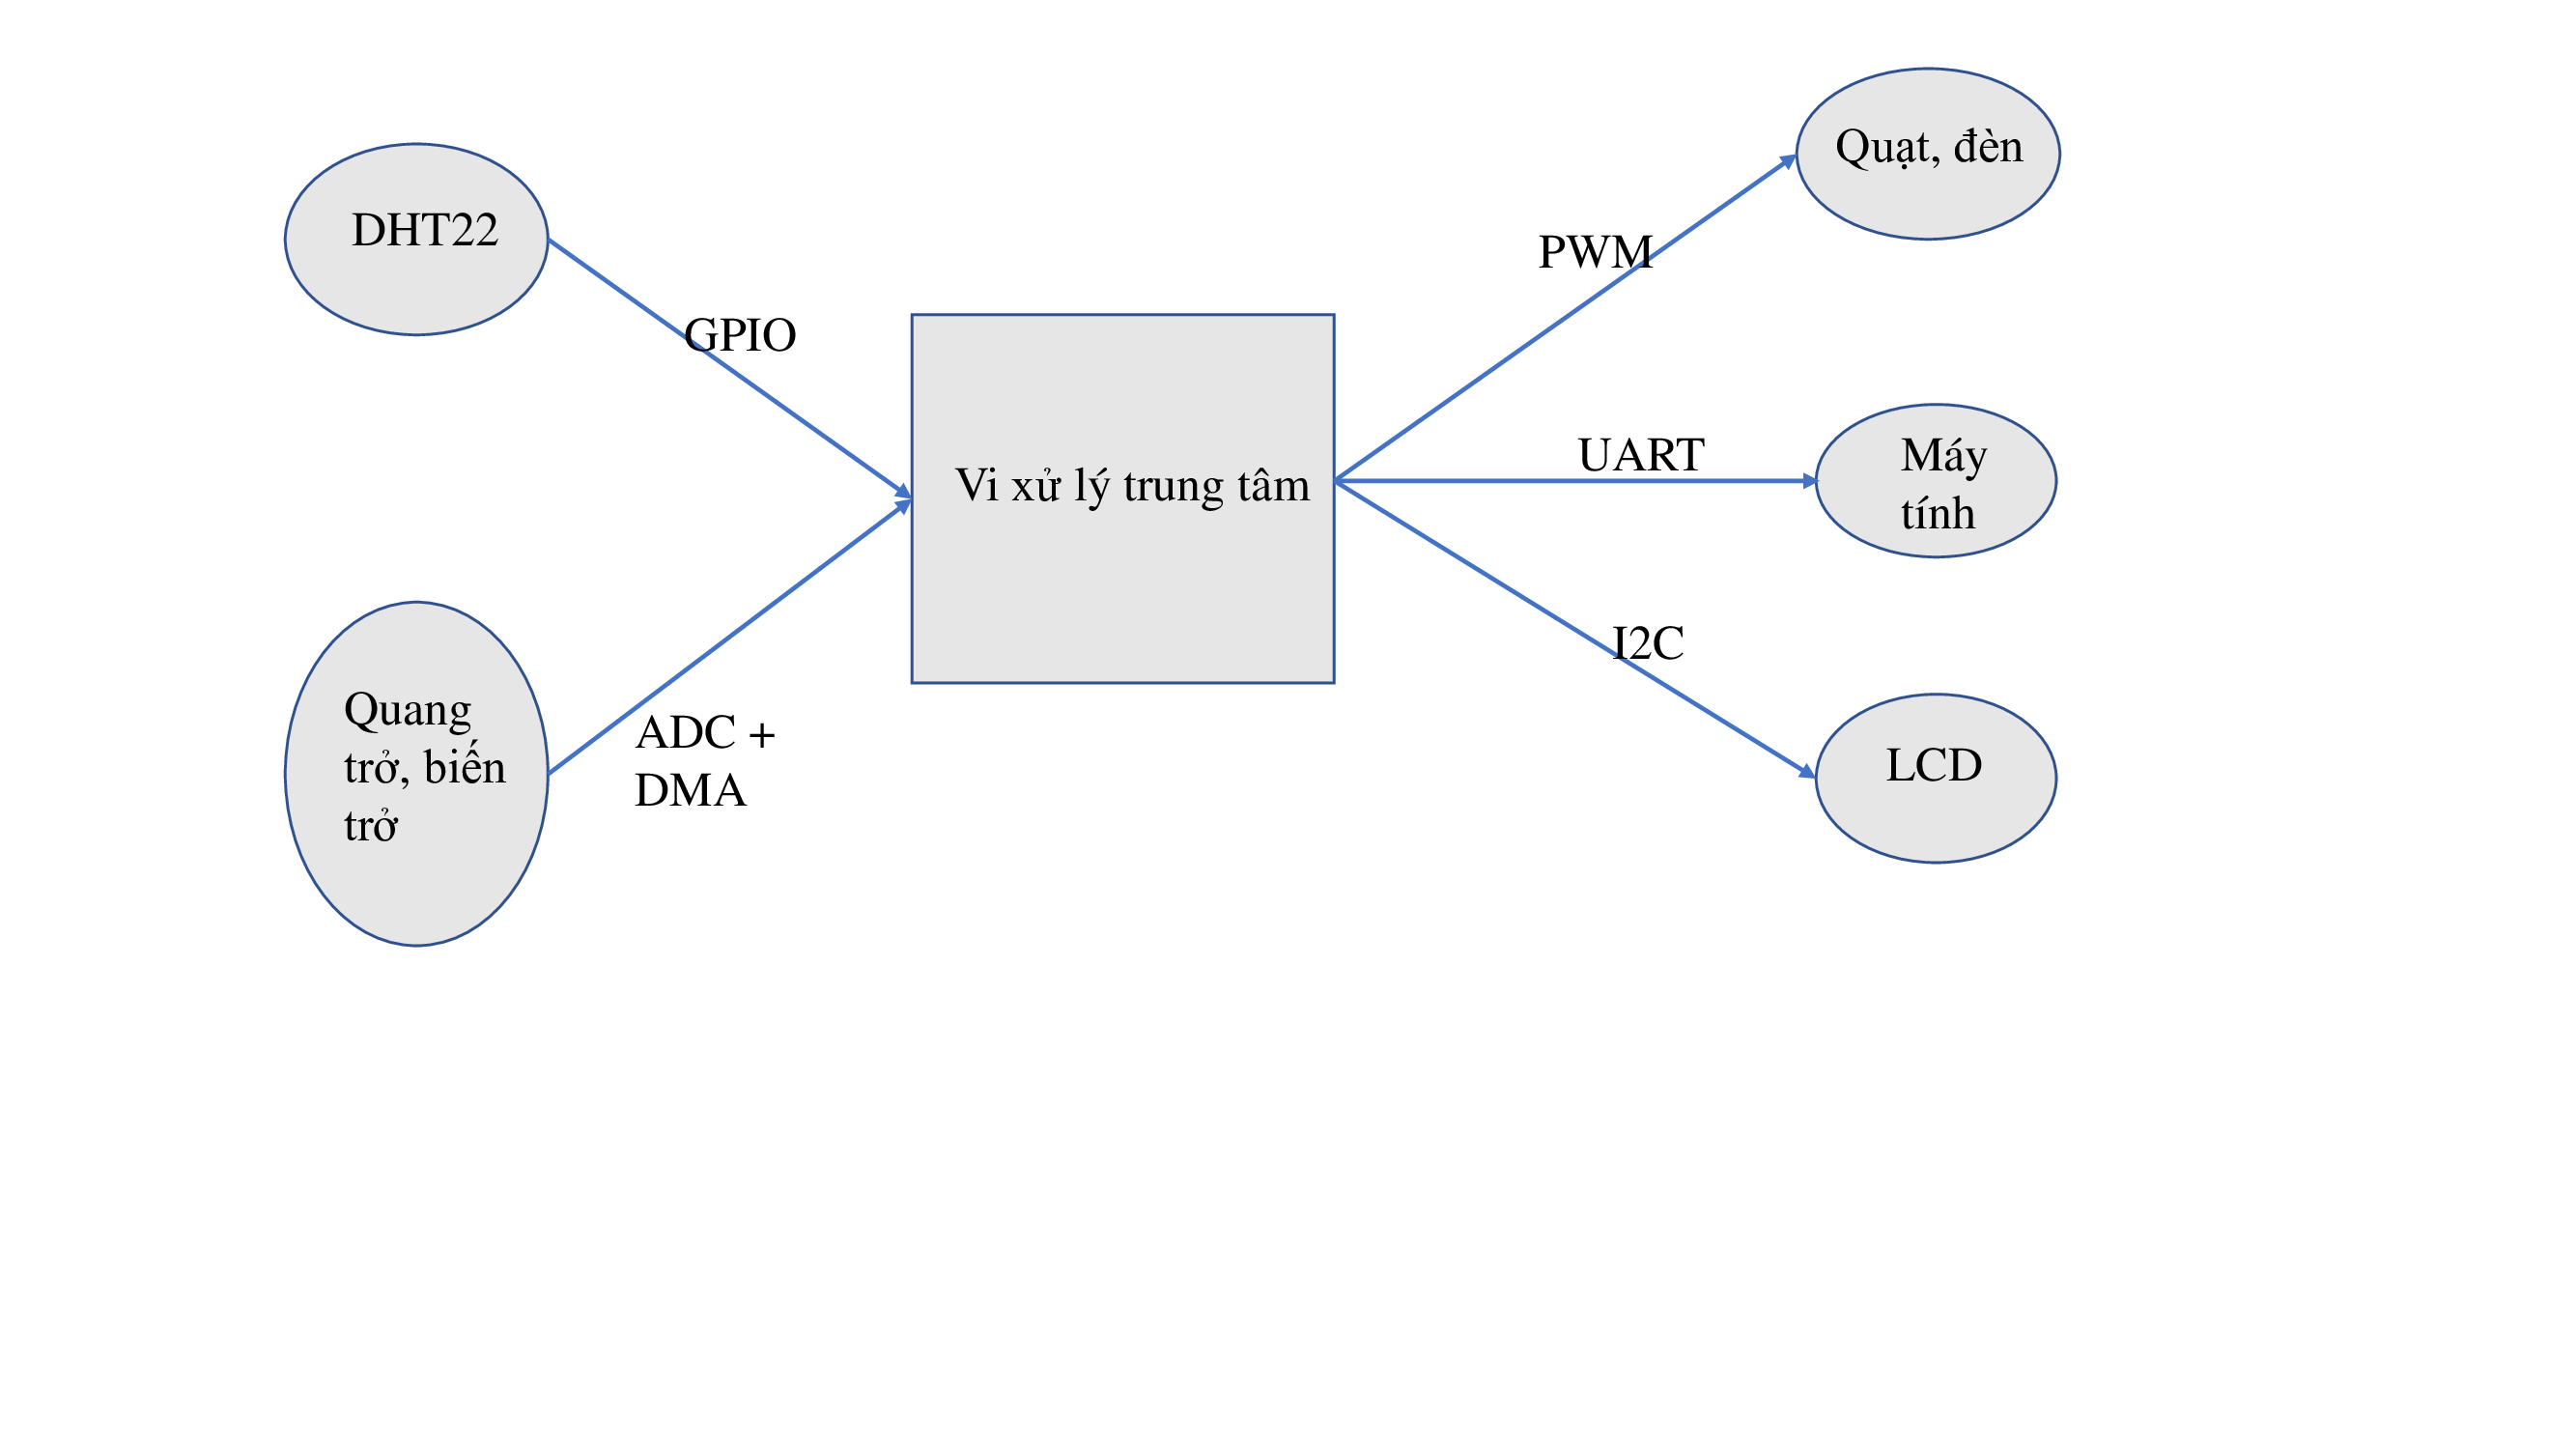 DHT22
GPIO
Quang
trở, biến
trở
ADC +
DMA
Vi xử lý trung tâm
PWM
Quạt, đèn
UART
Máy
tính
I2C
LCD